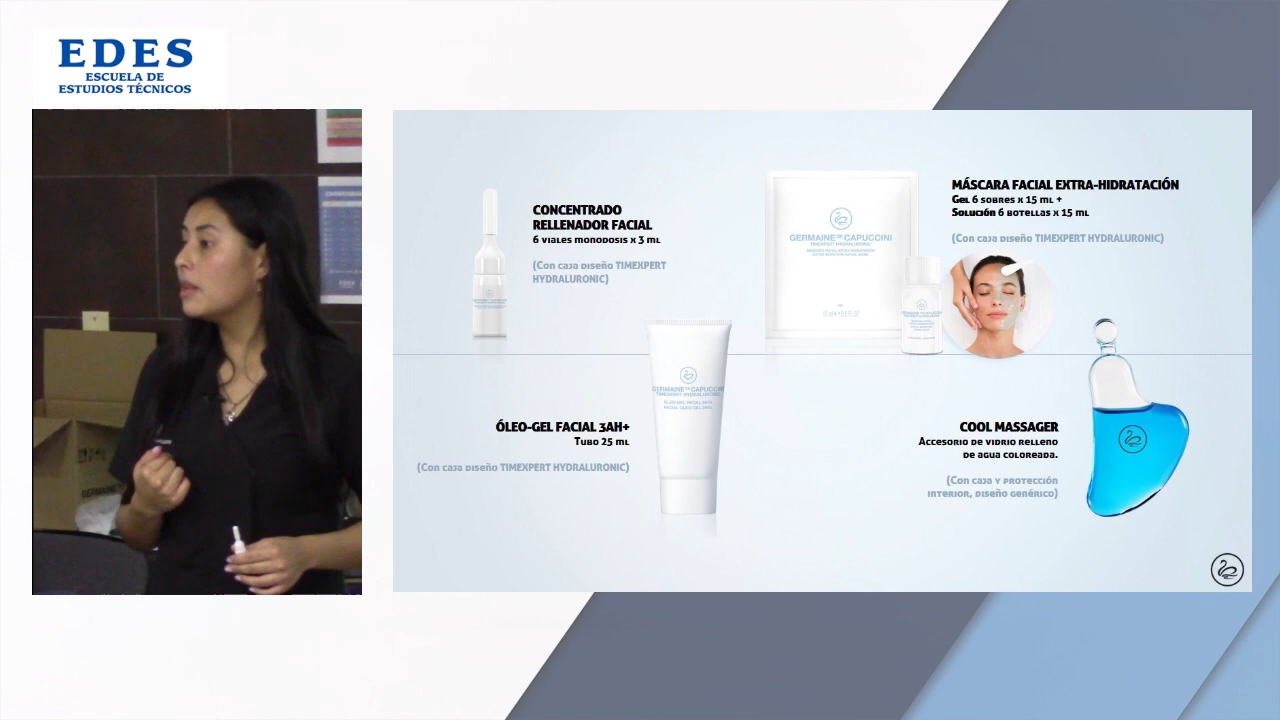 EDES
ESCUELA DE
ESTUDIOS TÉCNICOS
CONCENTRADO
RELLENADOR FACIAL
6 viales monodosis x 3 ml
(Con caja diseño TIMEXPERT
HYDRALURONIC)
GERMAINE DE CAPUCCINI
TIMEXPERT HYDRALURONIC
MÁSCARA FACIAL EXTRA-HIDRATACIÓN
Gel 6 sobres x 15 ml +
Solución 6 botellas x 15 ml
(Con caja diseño TIMEXPERT HYDRALURONIC)
GERMAINE DE CAPUCCINI
TIMEXPERT HYDRALURONIC
ÓLEO-GEL FACIAL 3AH+
Tubo 25 ml
(Con caja diseño TIMEXPERT HYDRALURONIC)
COOL MASSAGER
Accesorio de vidrio relleno
de agua coloreada.
(Con caja y protección
interior, diseño genérico)